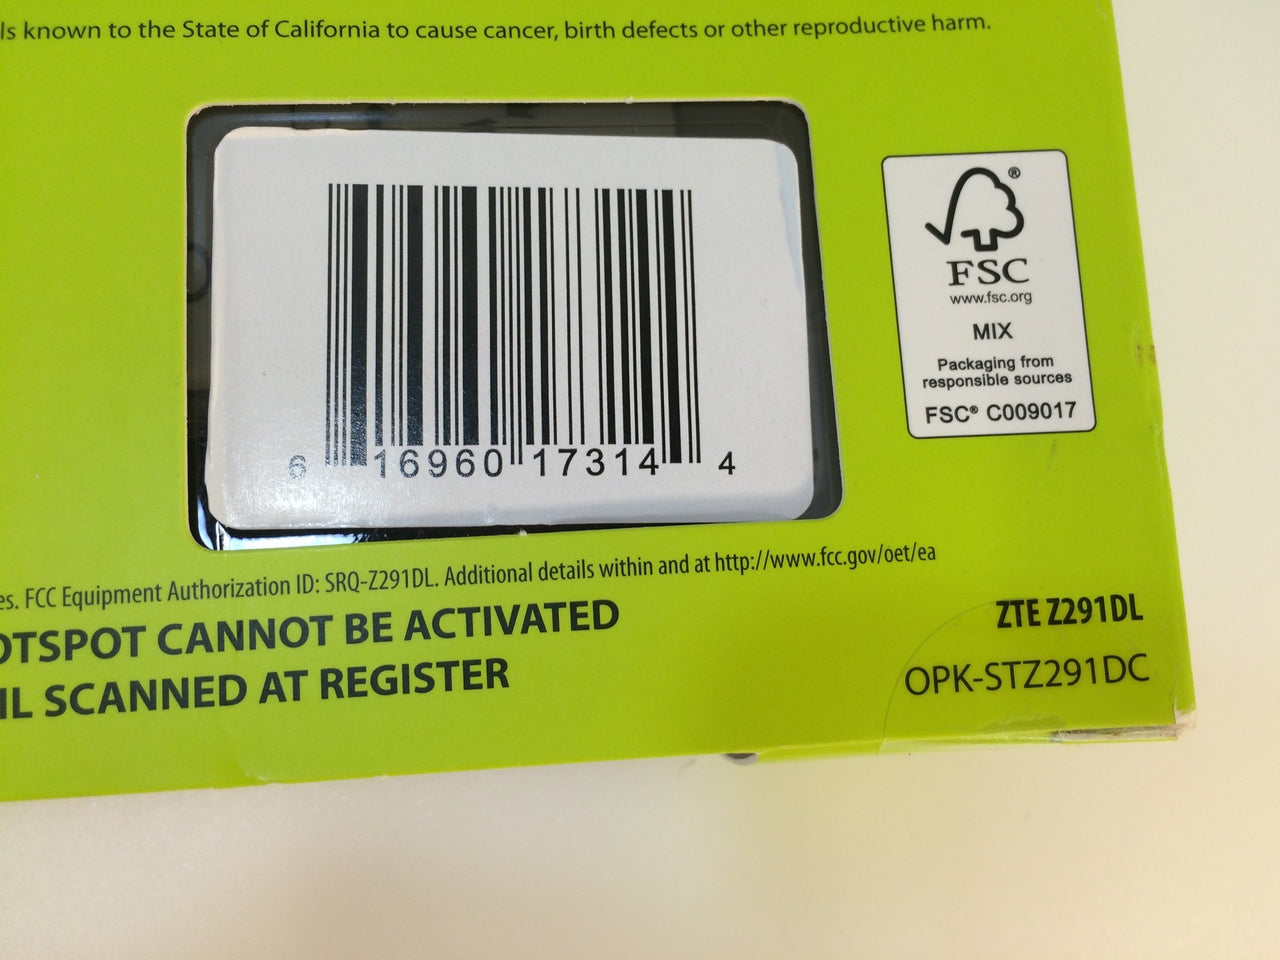 ls known to the State of California to cause cancer, birth defects or other reproductive harm.
®
FSC
www.fsc.org
MIX
Packaging from
responsible sources
FSC® C009017
6 16960 17314 4
es. FCC Equipment Authorization ID: SRQ-Z291DL. Additional details within and at http://www.fcc.gov/oet/ea
OTSPOT CANNOT BE ACTIVATED
IL SCANNED AT REGISTER
ZTE Z291DL
OPK-STZ291DC